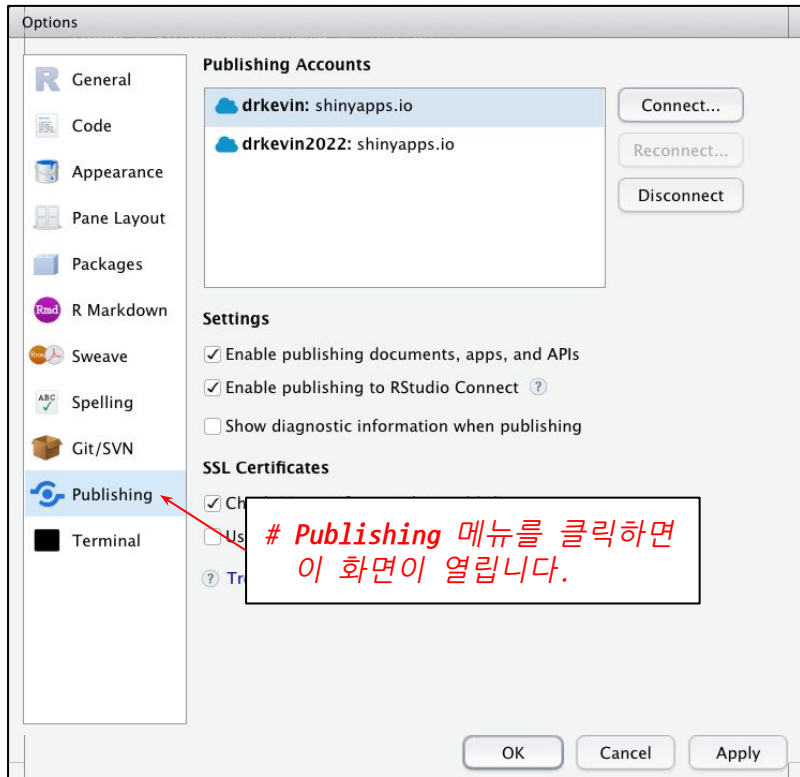 Options
General
Code
Appearance
Pane Layout
Packages
Rmd R Markdown
Sweave
ABC Spelling
Git/SVN
Publishing
Terminal
Publishing Accounts
drkevin: shinyapps.io
drkevin2022: shinyapps.io
Connect...
Reconnect...
Disconnect
Settings
Enable publishing documents, apps, and APIs
Enable publishing to RStudio Connect ?
Show diagnostic information when publishing
SSL Certificates
# Publishing 메뉴를 클릭하면
이 화면이 열립니다.
OK
Cancel
Apply